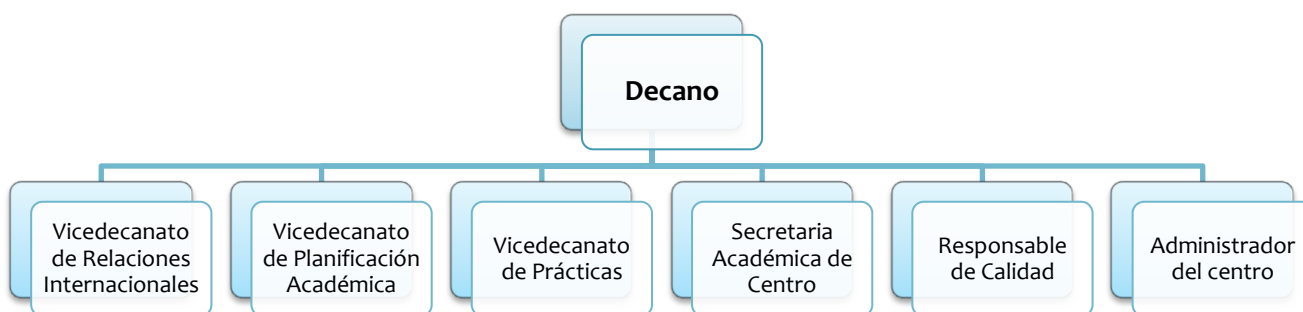 Decano
Vicedecanato
de Relaciones
Internacionales
Vicedecanato
de Planificación
Académica
Vicedecanato
de Prácticas
Secretaria
Académica de
Centro
Responsable
de Calidad
Administrador
del centro